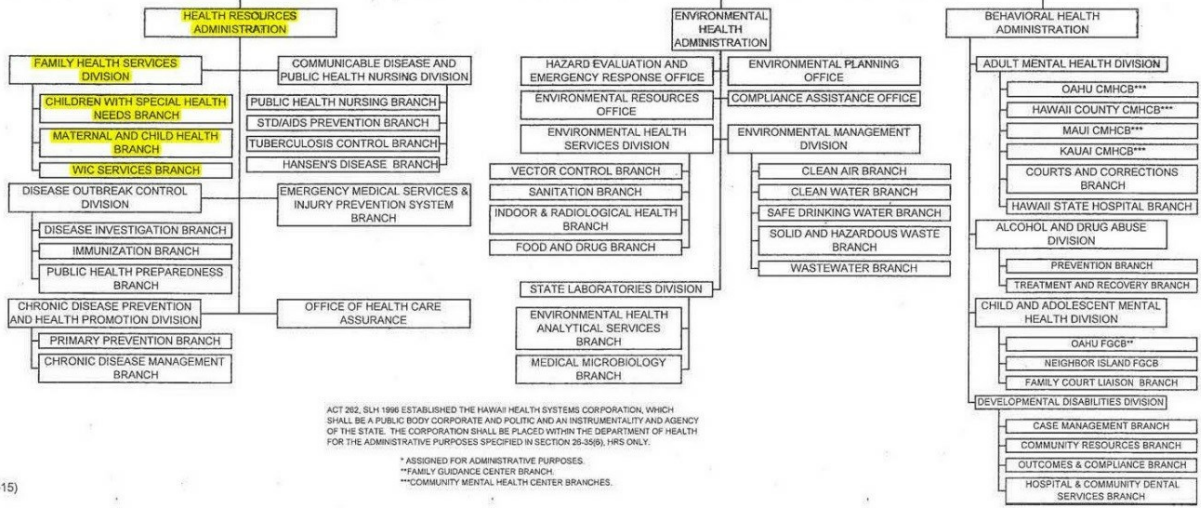 HEALTH RESOURCES
ADMINISTRATION
FAMILY HEALTH SERVICES
DIVISION
CHILDREN WITH SPECIAL HEALTH
NEEDS BRANCH
MATERNAL AND CHILD HEALTH
BRANCH
WIC SERVICES BRANCH
COMMUNICABLE DISEASE AND
PUBLIC HEALTH NURSING DIVISION
PUBLIC HEALTH NURSING BRANCH
STD/AIDS PREVENTION BRANCH
TUBERCULOSIS CONTROL BRANCH
HANSEN'S DISEASE BRANCH
DISEASE OUTBREAK CONTROL
DIVISION
DISEASE INVESTIGATION BRANCH
IMMUNIZATION BRANCH
PUBLIC HEALTH PREPAREDNESS
BRANCH
EMERGENCY MEDICAL SERVICES &
INJURY PREVENTION SYSTEM
BRANCH
CHRONIC DISEASE PREVENTION
AND HEALTH PROMOTION DIVISION
PRIMARY PREVENTION BRANCH
CHRONIC DISEASE MANAGEMENT
BRANCH
OFFICE OF HEALTH CARE
ASSURANCE
ENVIRONMENTAL
HEALTH
ADMINISTRATION
HAZARD EVALUATION AND
EMERGENCY RESPONSE OFFICE
ENVIRONMENTAL PLANNING
OFFICE
ENVIRONMENTAL RESOURCES
OFFICE
COMPLIANCE ASSISTANCE OFFICE
ENVIRONMENTAL HEALTH
SERVICES DIVISION
VECTOR CONTROL BRANCH
SANITATION BRANCH
INDOOR & RADIOLOGICAL HEALTH
BRANCH
FOOD AND DRUG BRANCH
ENVIRONMENTAL MANAGEMENT
DIVISION
CLEAN AIR BRANCH
CLEAN WATER BRANCH
SAFE DRINKING WATER BRANCH
SOLID AND HAZARDOUS WASTE
BRANCH
WASTEWATER BRANCH
STATE LABORATORIES DIVISION
ENVIRONMENTAL HEALTH
ANALYTICAL SERVICES
BRANCH
MEDICAL MICROBIOLOGY
BRANCH
BEHAVIORAL HEALTH
ADMINISTRATION
ADULT MENTAL HEALTH DIVISION
OAHU CMHCB***
HAWAII COUNTY CMHCB***
MAUI CMHCB***
KAUAI CMHCB***
COURTS AND CORRECTIONS
BRANCH
HAWAII STATE HOSPITAL BRANCH
ALCOHOL AND DRUG ABUSE
DIVISION
PREVENTION BRANCH
TREATMENT AND RECOVERY BRANCH
CHILD AND ADOLESCENT MENTAL
HEALTH DIVISION
OAHU FGCB**
NEIGHBOR ISLAND FGCB
FAMILY COURT LIAISON BRANCH
DEVELOPMENTAL DISABILITIES DIVISION
CASE MANAGEMENT BRANCH
COMMUNITY RESOURCES BRANCH
OUTCOMES & COMPLIANCE BRANCH
HOSPITAL & COMMUNITY DENTAL
SERVICES BRANCH
ACT 262, SLH 1996 ESTABLISHED THE HAWAII HEALTH SYSTEMS CORPORATION, WHICH
SHALL BE A PUBLIC BODY CORPORATE AND POLITIC AND AN INSTRUMENTALITY AND AGENCY
OF THE STATE. THE CORPORATION SHALL BE PLACED WITHIN THE DEPARTMENT OF HEALTH
FOR THE ADMINISTRATIVE PURPOSES SPECIFIED IN SECTION 26-35(6), HRS ONLY.
* ASSIGNED FOR ADMINISTRATIVE PURPOSES.
**FAMILY GUIDANCE CENTER BRANCH.
***COMMUNITY MENTAL HEALTH CENTER BRANCHES.
15)